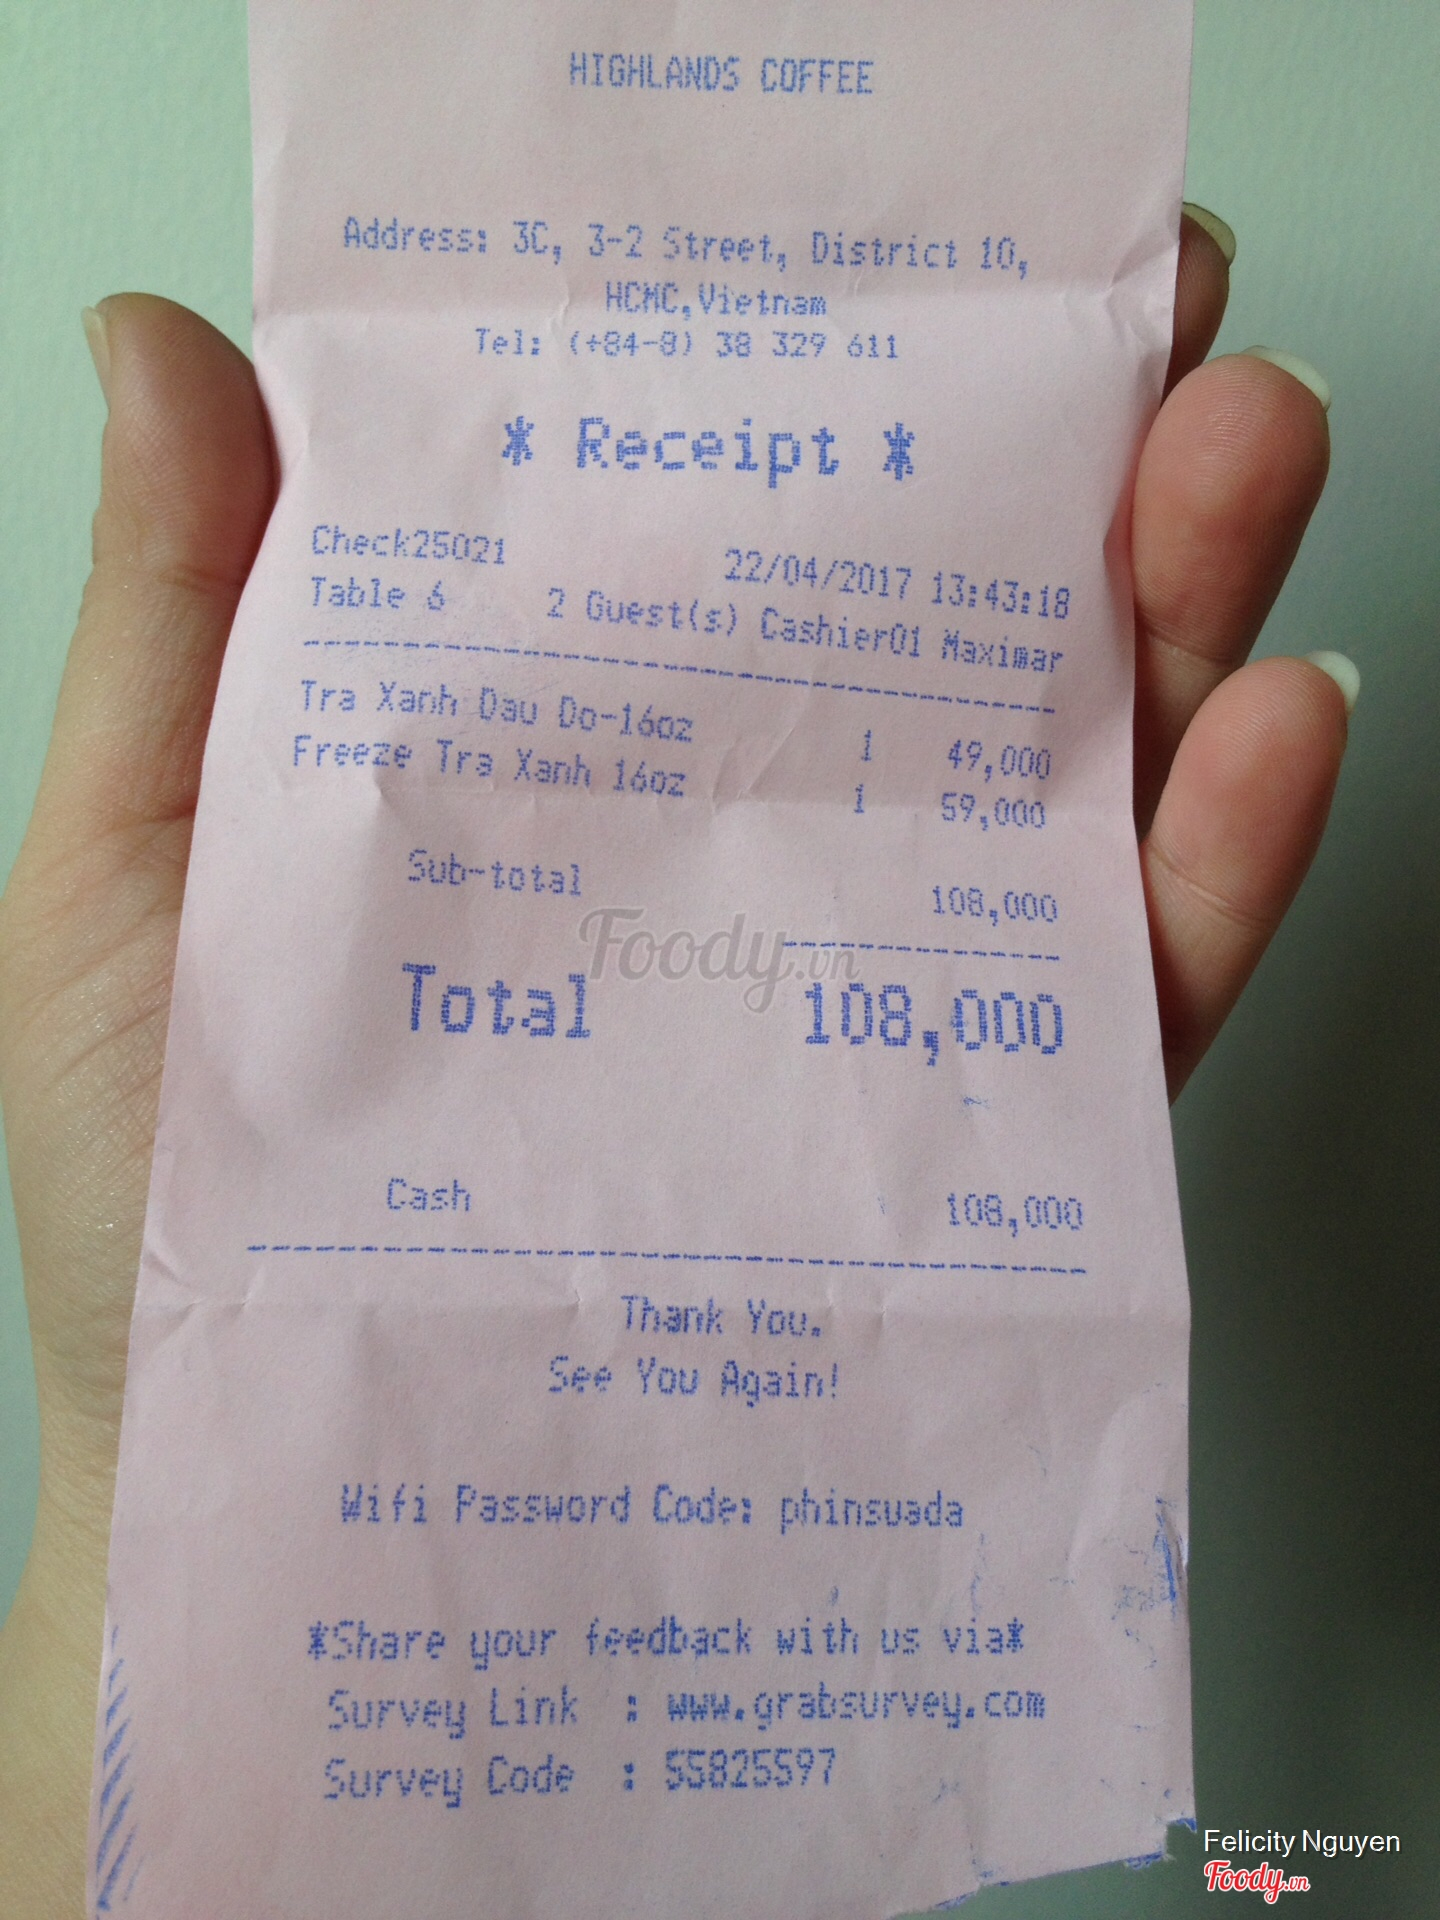 HIGHLANDS COFFEE
Address: 3C, 3-2 Street, District 10,
HCMC,Vietnam
Tel: (+84-8) 38 329 611
* Receipt *
Check25021 22/04/2017 13:43:18
Table 6 2 Guest(s) Cashier01 Maximar
Tra Xanh Dau Do-16oz 1 49,000
Freeze Tra Xanh 16oz 1 59,000
Sub-total 108,000
Foody.vn
Total 108,000
Cash 108,000
Thank You.
See You Again!
Wifi Password Code: phinsuada
*Share your feedback with us via*
Survey Link : www.grabsurvey.com
Survey Code : 55825597
Felicity Nguyen
Foody.vn